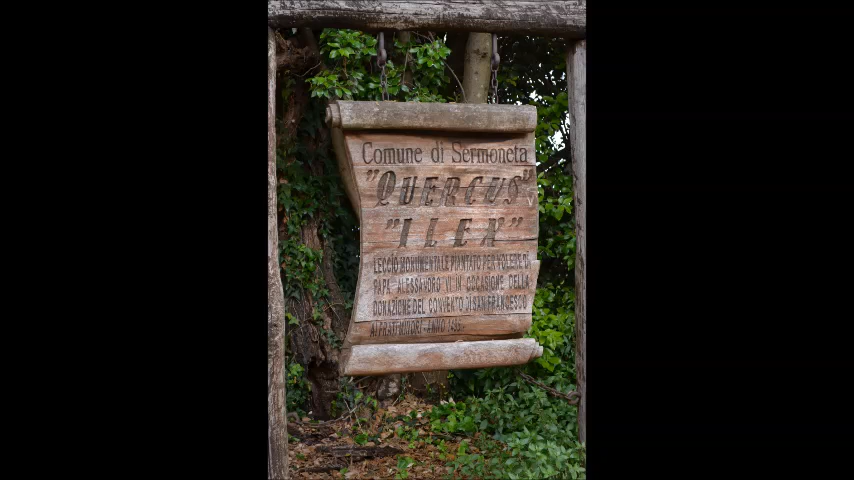 Comune di Sermoneta
"QUERCUS"
"ILEX"
LECCIO MONUMENTALE PIANTATO PER VOLERE DI
PAPA ALESSANDRO VI IN OCCASIONE DELLA
DONAZIONE DEL CONVENTO DI SAN FRANCESCO
AI FRATI MINORI - ANNO